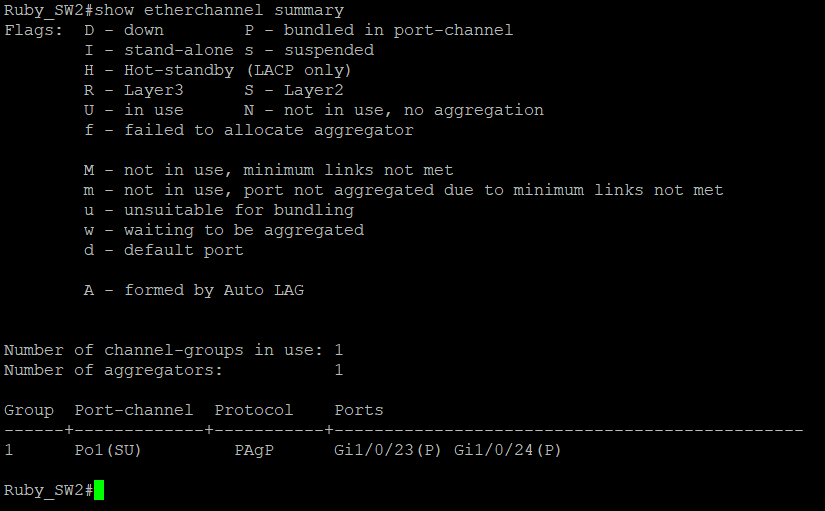 Ruby_SW2#show etherchannel summary
Flags:  D - down        P - bundled in port-channel
        I - stand-alone s - suspended
        H - Hot-standby (LACP only)
        R - Layer3      S - Layer2
        U - in use      N - not in use, no aggregation
        f - failed to allocate aggregator

        M - not in use, minimum links not met
        m - not in use, port not aggregated due to minimum links not met
        u - unsuitable for bundling
        w - waiting to be aggregated
        d - default port

        A - formed by Auto LAG


Number of channel-groups in use: 1
Number of aggregators:           1

Group  Port-channel  Protocol    Ports
------+-------------+-----------+-----------------------------------------------
1      Po1(SU)         PAgP      Gi1/0/23(P) Gi1/0/24(P)

Ruby_SW2#